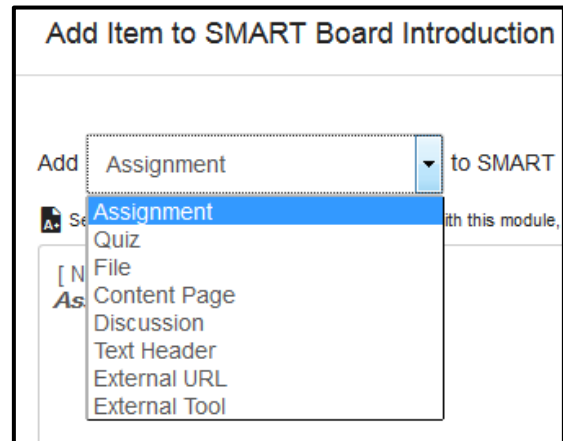 Add Item to SMART Board Introduction
Add Assignment to SMART
A+ Se
Assignment
ith this module,
Quiz
File
[ N
Content Page
As
Discussion
Text Header
External URL
External Tool